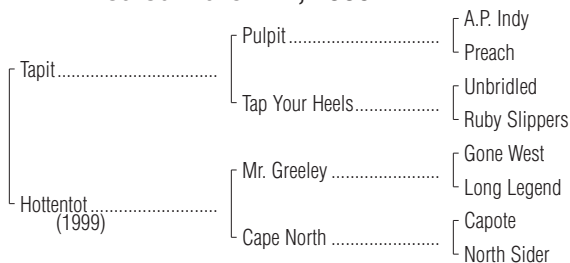 A.P. Indy
Pulpit
Preach
Tapit
Unbridled
Tap Your Heels
Ruby Slippers
Gone West
Mr. Greeley
Long Legend
Hottentot
(1999)
Capote
Cape North
North Sider